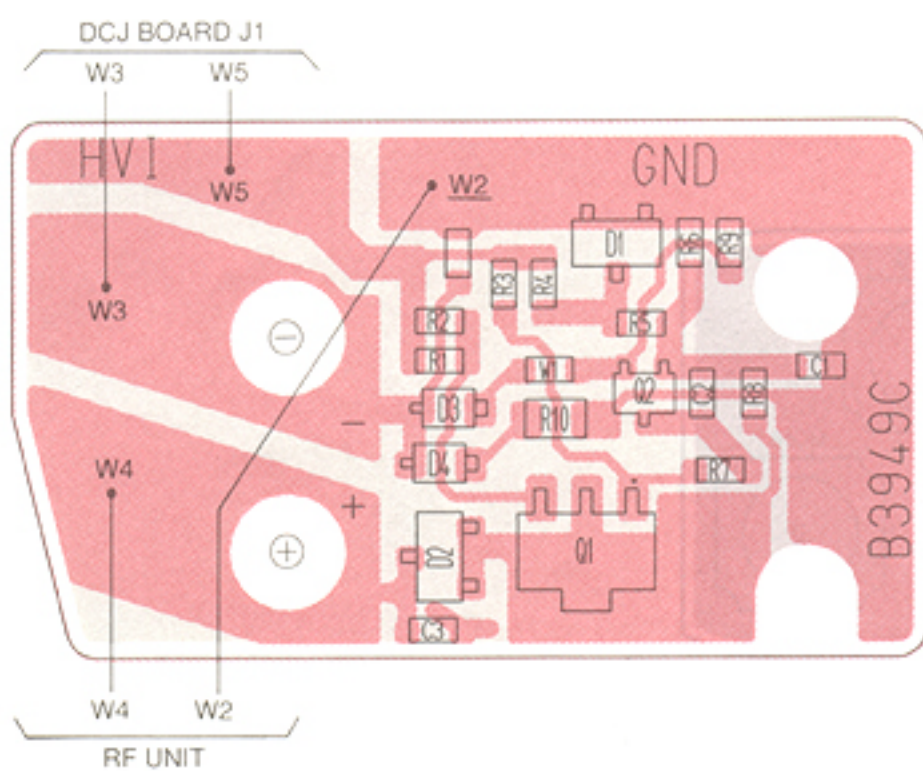 DCJ BOARD J1
W3 W5
HVI
W5
W2
GND
D1
R6
R9
R3
R4
W3
R2
R5
−
R1
W1
Q2
C2
R8
C1
D3
R10
−
D4
R7
W4
+
B3949C
D2
Q1
+
C3
W4 W2
RF UNIT